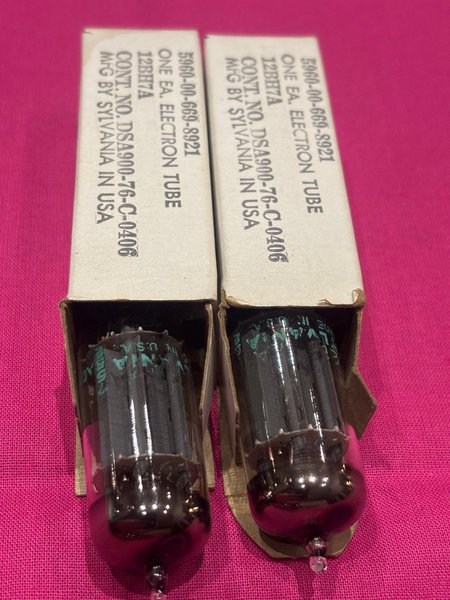 5960-00-669-8921
ONE EA. ELECTRON TUBE
12BH7A
CONT. NO. DSA900-76-C-0406
MFG BY SYLVANIA IN USA
5960-00-669-8921
ONE EA. ELECTRON TUBE
12BH7A
CONT. NO. DSA900-76-C-0406
MFG BY SYLVANIA IN USA
U.S.A.
U.S.A.